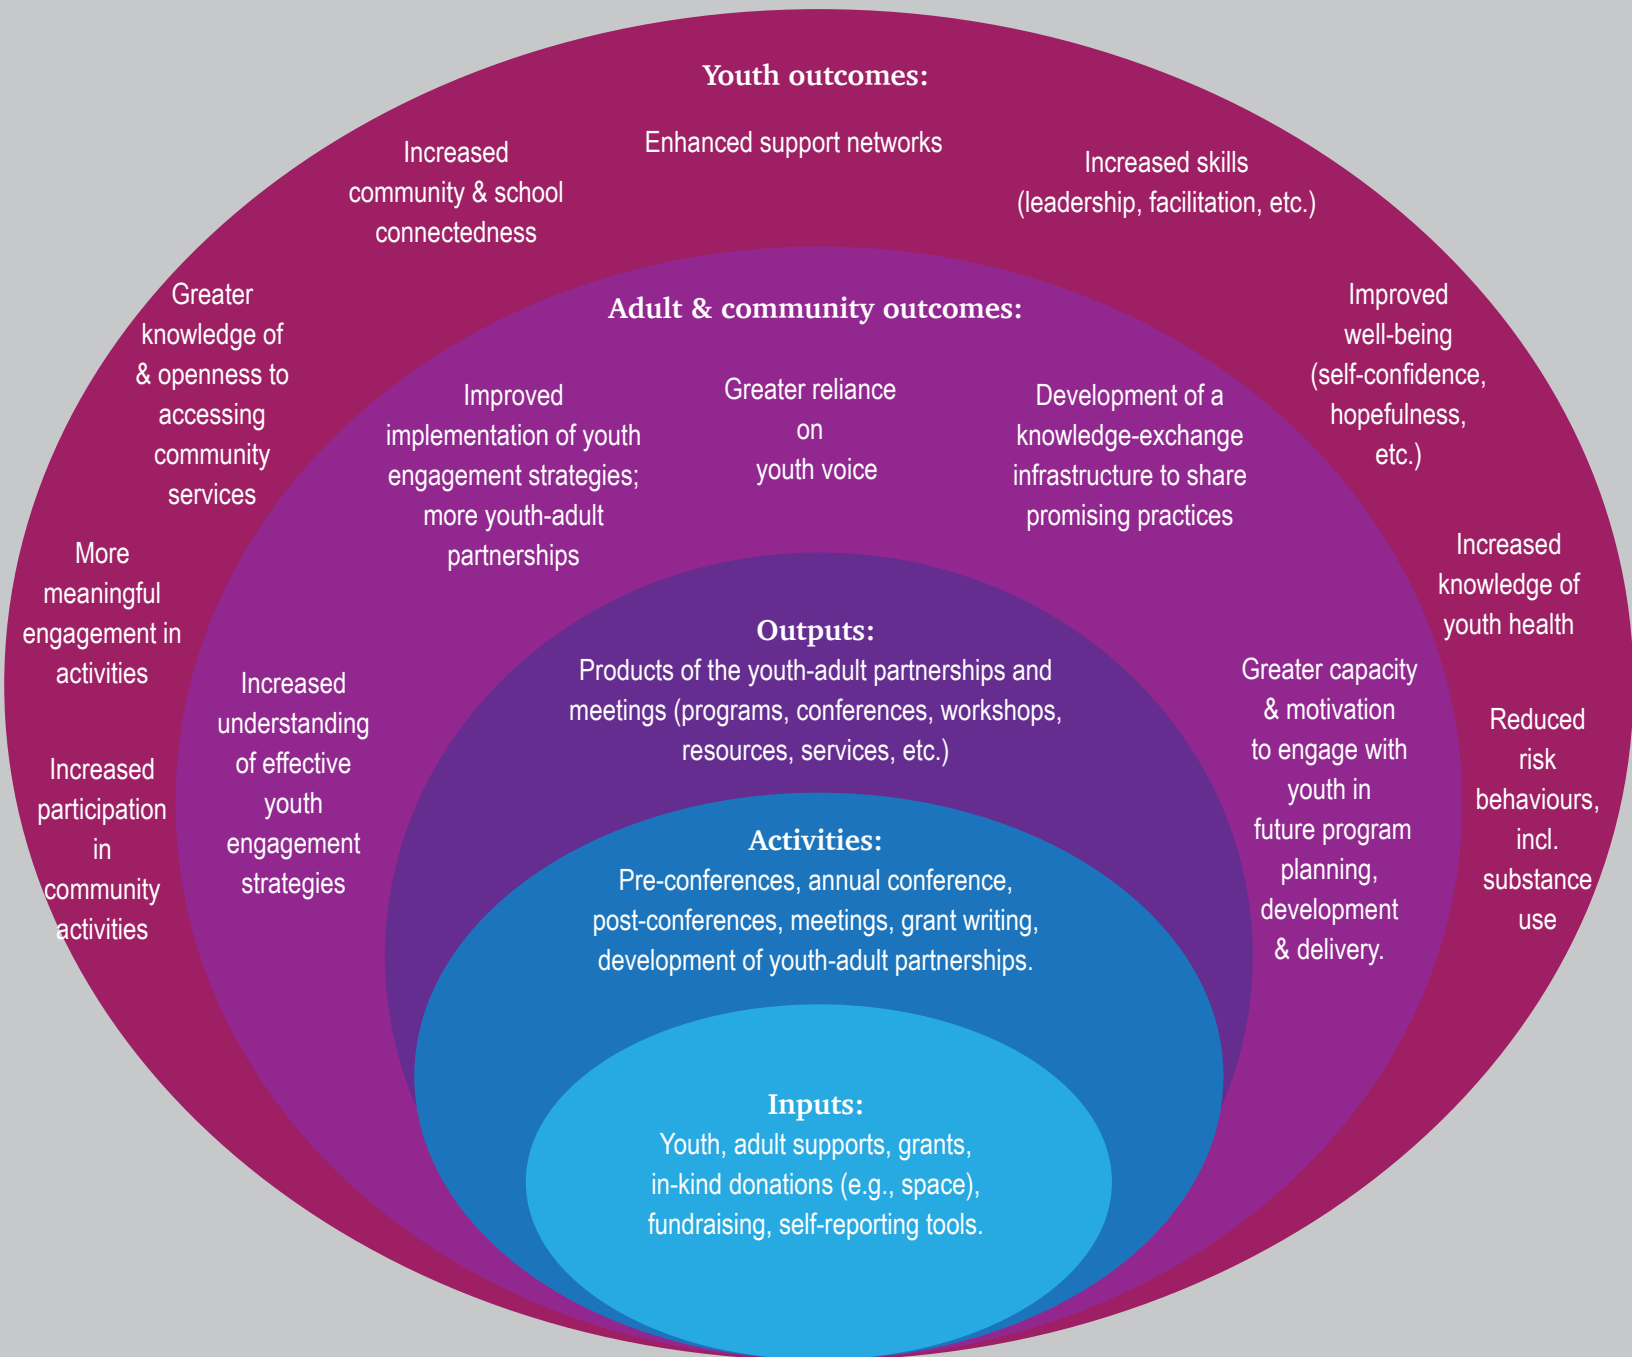 Youth outcomes:
Increased
community & school
connectedness
Enhanced support networks
Increased skills
(leadership, facilitation, etc.)
Greater
knowledge of
& openness to
accessing
community
services
Improved
well-being
(self-confidence,
hopefulness,
etc.)
More
meaningful
engagement in
activities
Increased
knowledge of
youth health
Increased
participation
in
community
activities
Reduced
risk
behaviours,
incl.
substance
use
Adult & community outcomes:
Improved
implementation of youth
engagement strategies;
more youth-adult
partnerships
Greater reliance
on
youth voice
Development of a
knowledge-exchange
infrastructure to share
promising practices
Increased
understanding
of effective
youth
engagement
strategies
Greater capacity
& motivation
to engage with
youth in
future program
planning,
development
& delivery.
Outputs:
Products of the youth-adult partnerships and
meetings (programs, conferences, workshops,
resources, services, etc.)
Activities:
Pre-conferences, annual conference,
post-conferences, meetings, grant writing,
development of youth-adult partnerships.
Inputs:
Youth, adult supports, grants,
in-kind donations (e.g., space),
fundraising, self-reporting tools.